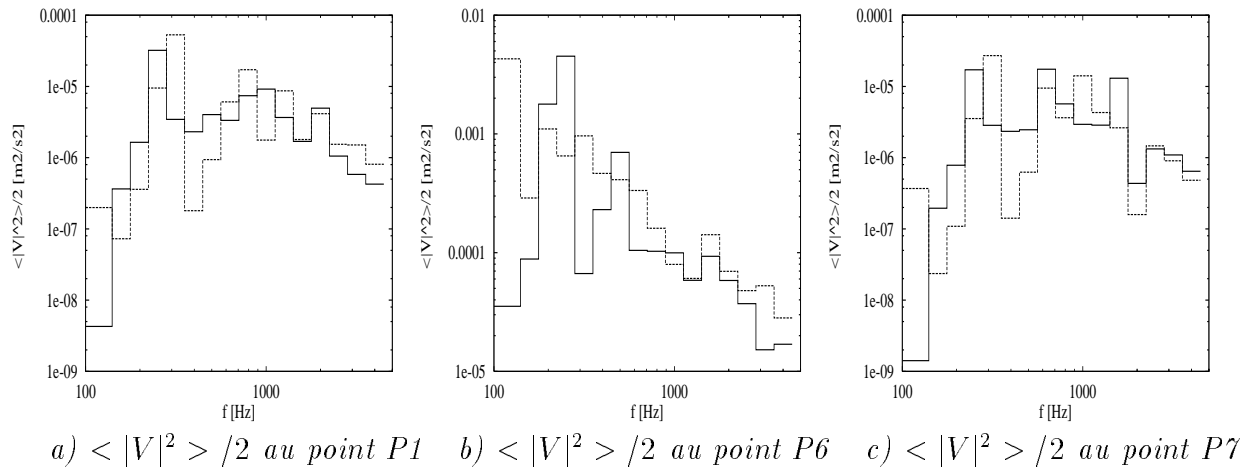 0.0001
1e-05
1e-06
1e-07
1e-08
1e-09
<|V|^2>/2 [m2/s2]
100
1000
f [Hz]
0.01
0.001
0.0001
1e-05
<|V|^2>/2 [m2/s2]
100
1000
f [Hz]
0.0001
1e-05
1e-06
1e-07
1e-08
1e-09
<|V|^2>/2 [m2/s2]
100
1000
f [Hz]
a) < |V|² > /2 au point P1
b) < |V|² > /2 au point P6
c) < |V|² > /2 au point P7